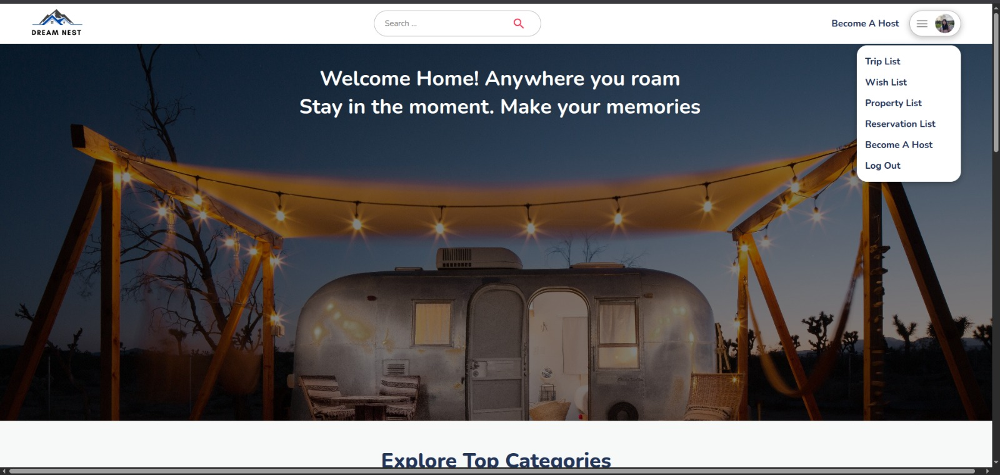 DREAM NEST
Search ...
Become A Host
Trip List
Wish List
Property List
Reservation List
Become A Host
Log Out
Welcome Home! Anywhere you roam
Stay in the moment. Make your memories
Explore Top Categories